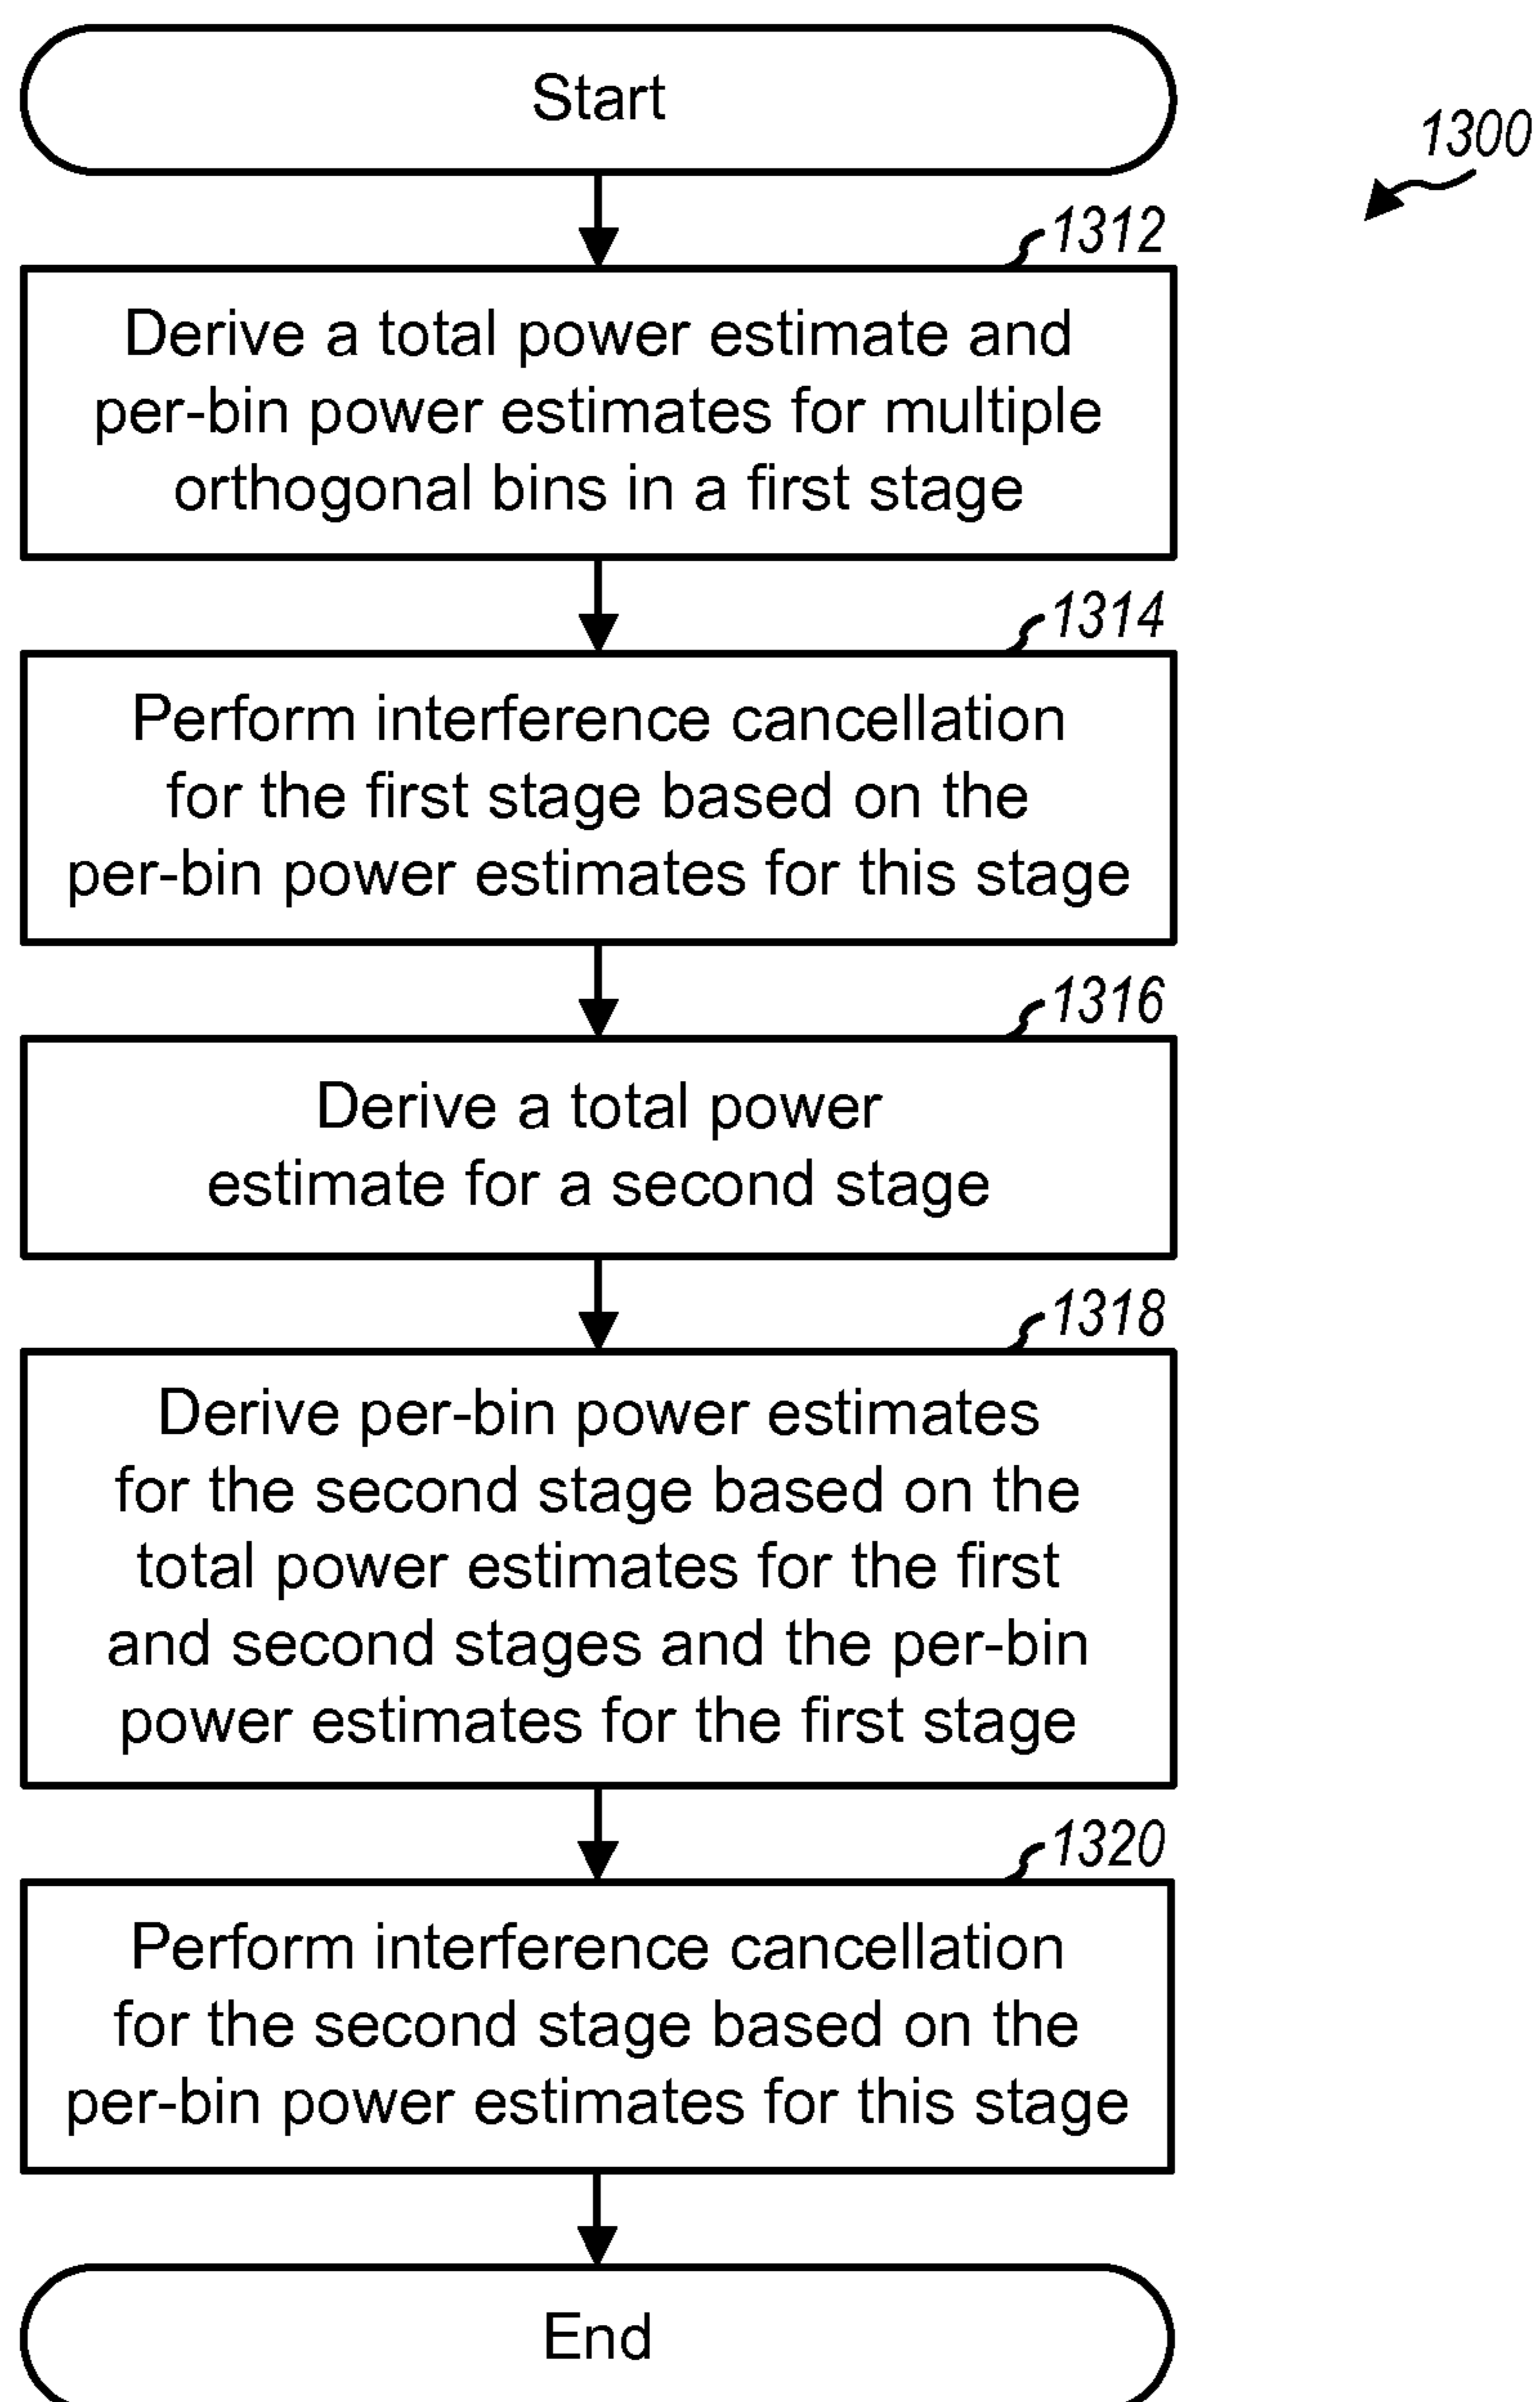 Start
1300
1312
Derive a total power estimate and
per-bin power estimates for multiple
orthogonal bins in a first stage
1314
Perform interference cancellation
for the first stage based on the
per-bin power estimates for this stage
1316
Derive a total power
estimate for a second stage
1318
Derive per-bin power estimates
for the second stage based on the
total power estimates for the first
and second stages and the per-bin
power estimates for the first stage
1320
Perform interference cancellation
for the second stage based on the
per-bin power estimates for this stage
End